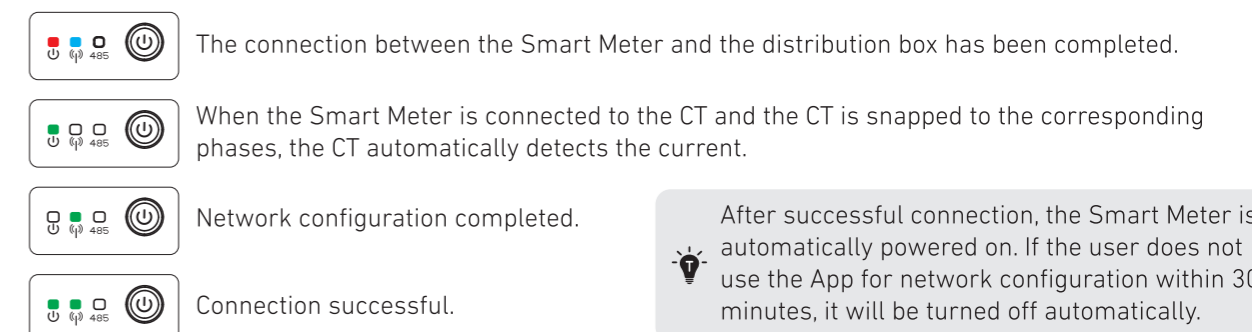 485
The connection between the Smart Meter and the distribution box has been completed.
485
When the Smart Meter is connected to the CT and the CT is snapped to the corresponding
phases, the CT automatically detects the current.
485
Network configuration completed.
485
Connection successful.
After successful connection, the Smart Meter is
automatically powered on. If the user does not
use the App for network configuration within 30
minutes, it will be turned off automatically.